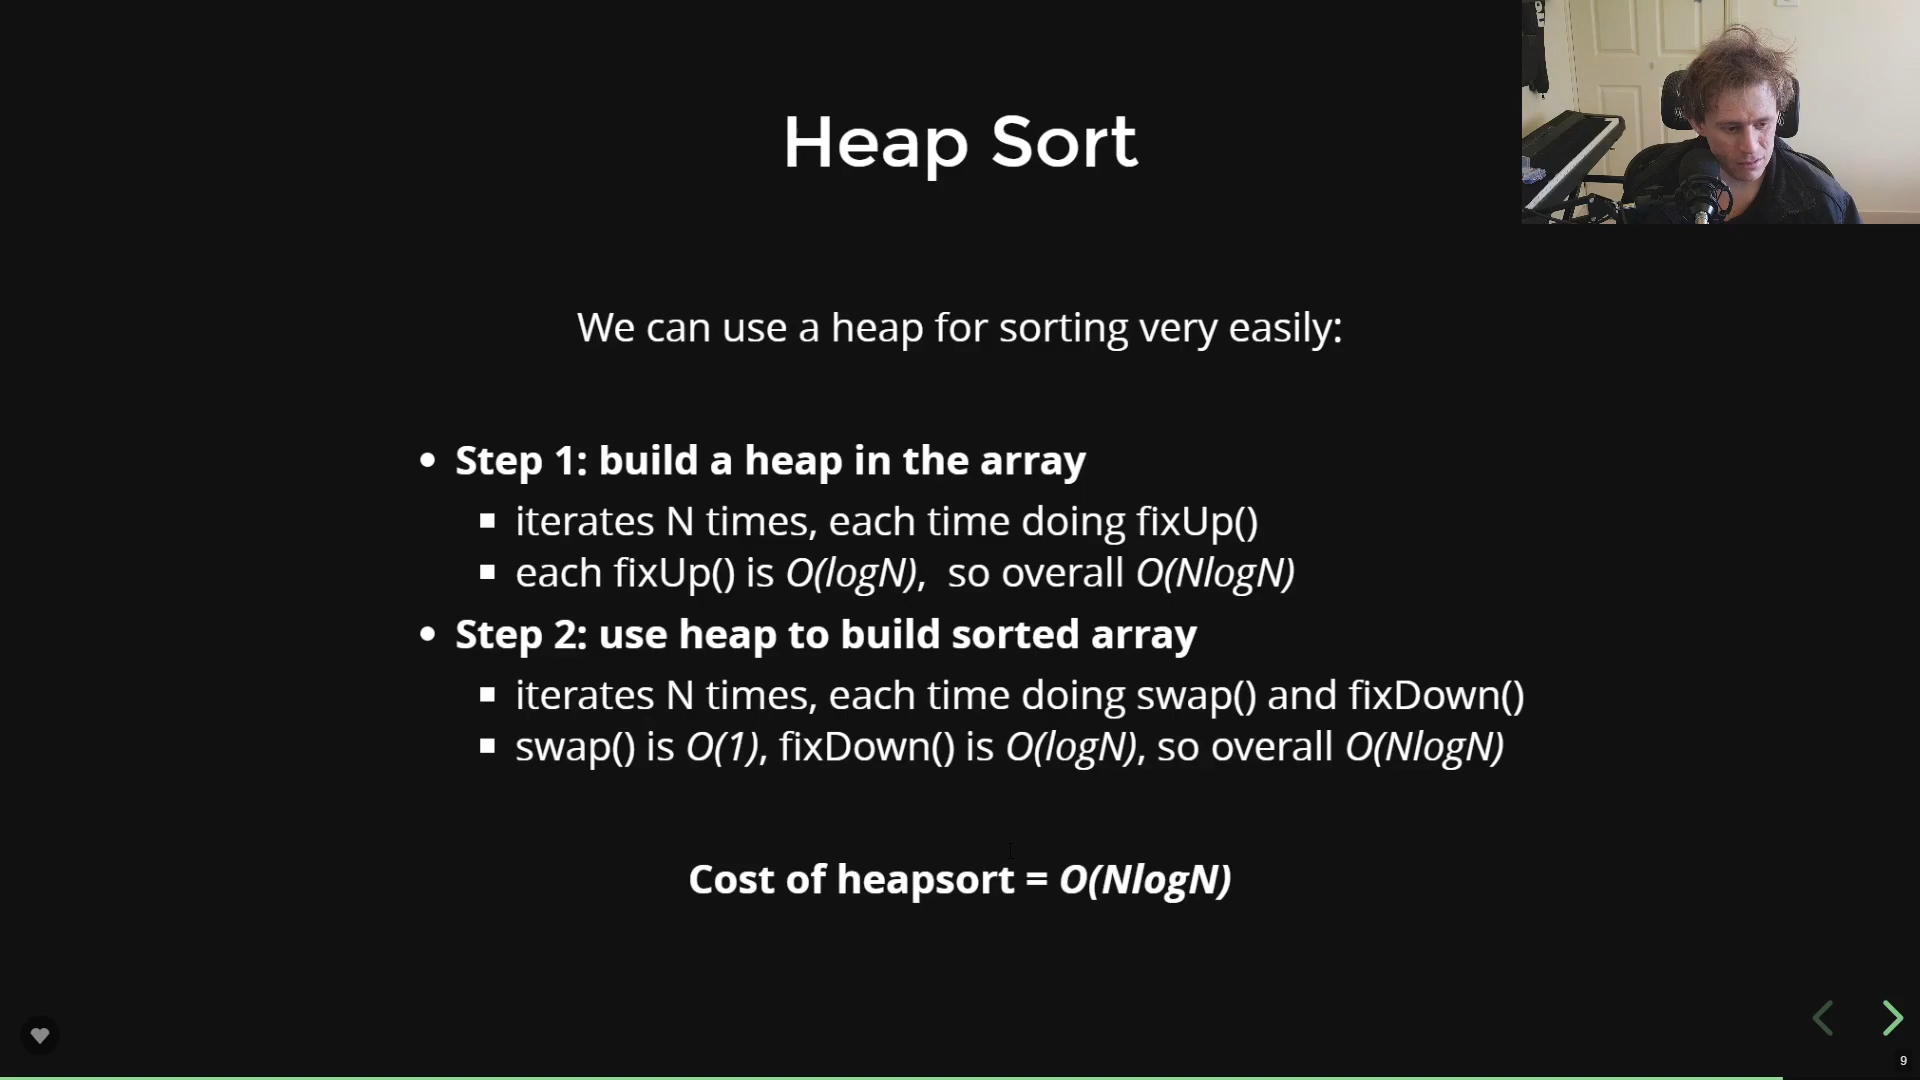 Heap Sort
We can use a heap for sorting very easily:
• Step 1: build a heap in the array
▪ iterates N times, each time doing fixUp()
▪ each fixUp() is O(logN),  so overall O(NlogN)
• Step 2: use heap to build sorted array
▪ iterates N times, each time doing swap() and fixDown()
▪ swap() is O(1), fixDown() is O(logN), so overall O(NlogN)
Cost of heapsort = O(NlogN)
9